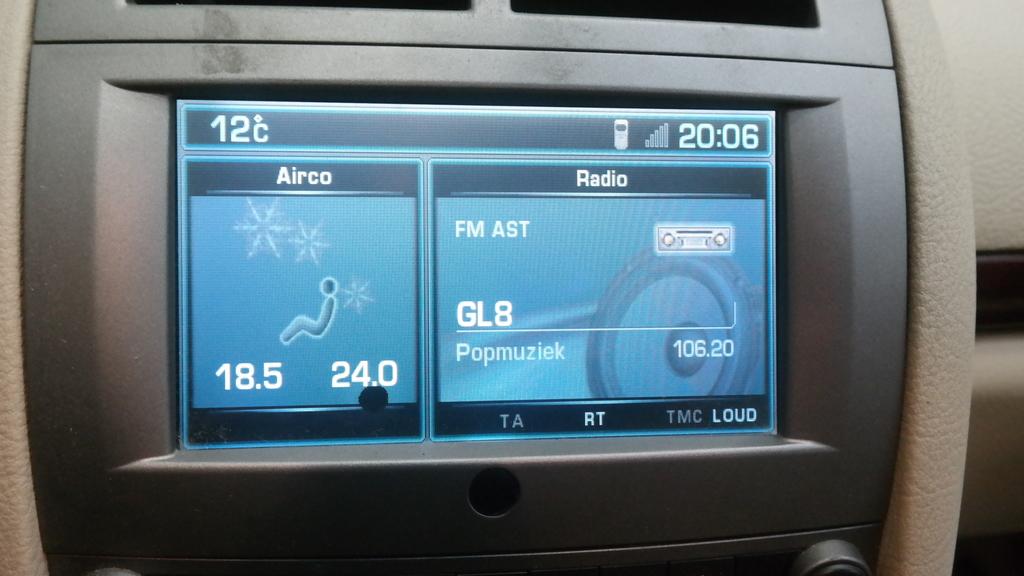 12°c 20:06
Airco
18.5 24.0
Radio
FM AST
GL8
Popmuziek 106.20
TA RT TMC LOUD